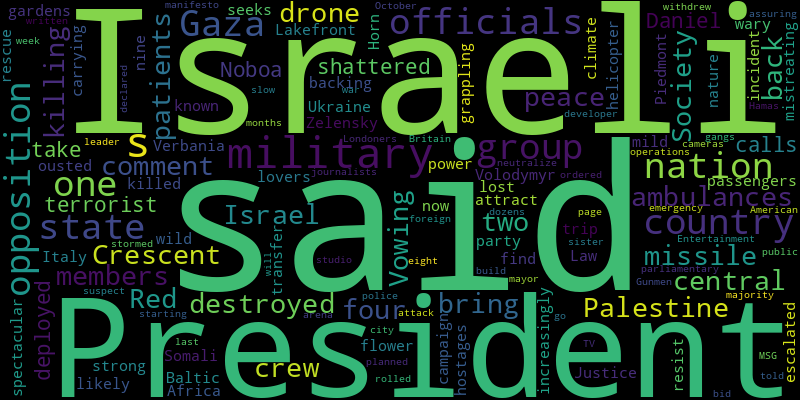 gardens
written
manifesto
October
withdrew
assuring
seeks
drone
officials
Daniel
wary
Lakefront
Gaza
rescue
week
carrying
nine
Horn
climate
helicopter
Piedmont
nature
incident
back
mistreating
Israeli
killing
patients
declared
Noboa
shattered
grappling
backing
peace
Society
Hamas
known
Ukraine
war
slow
developer
months
Zelensky
opposition
leader
s
Verbania
Londoners
Britain
gangs
cameras
mild
calls
take
military
group
operations
ousted
comment
journalists
power
neutralize
nation
passengers
one
killed
lovers
Volodymyr
ordered
terrorist
lost
attract
ambulances
said
state
Israel
Vowing
now
foreign
dozens
two
page
emergency
American
trip
country
stormed
wild
party
sister
Entertainment
Italy
Crescent
transfer
will
studio
eight
find
Law
missile
public
members
build
mayor
parliamentary
Gunmen
central
suspect
Red
destroyed
four
bring
Palestine
majority
spectacular
deployed
starting
police
attack
arena
campaign
hostages
increasingly
go
President
last
city
flower
TV
MSG
strong
Somali
crew
planned
Justice
resist
escalated
likely
Baltic
Africa
rolled
bid
told